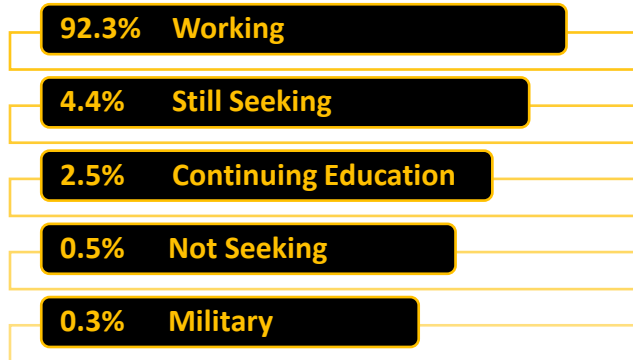 92.3% Working
4.4% Still Seeking
2.5% Continuing Education
0.5% Not Seeking
0.3% Military